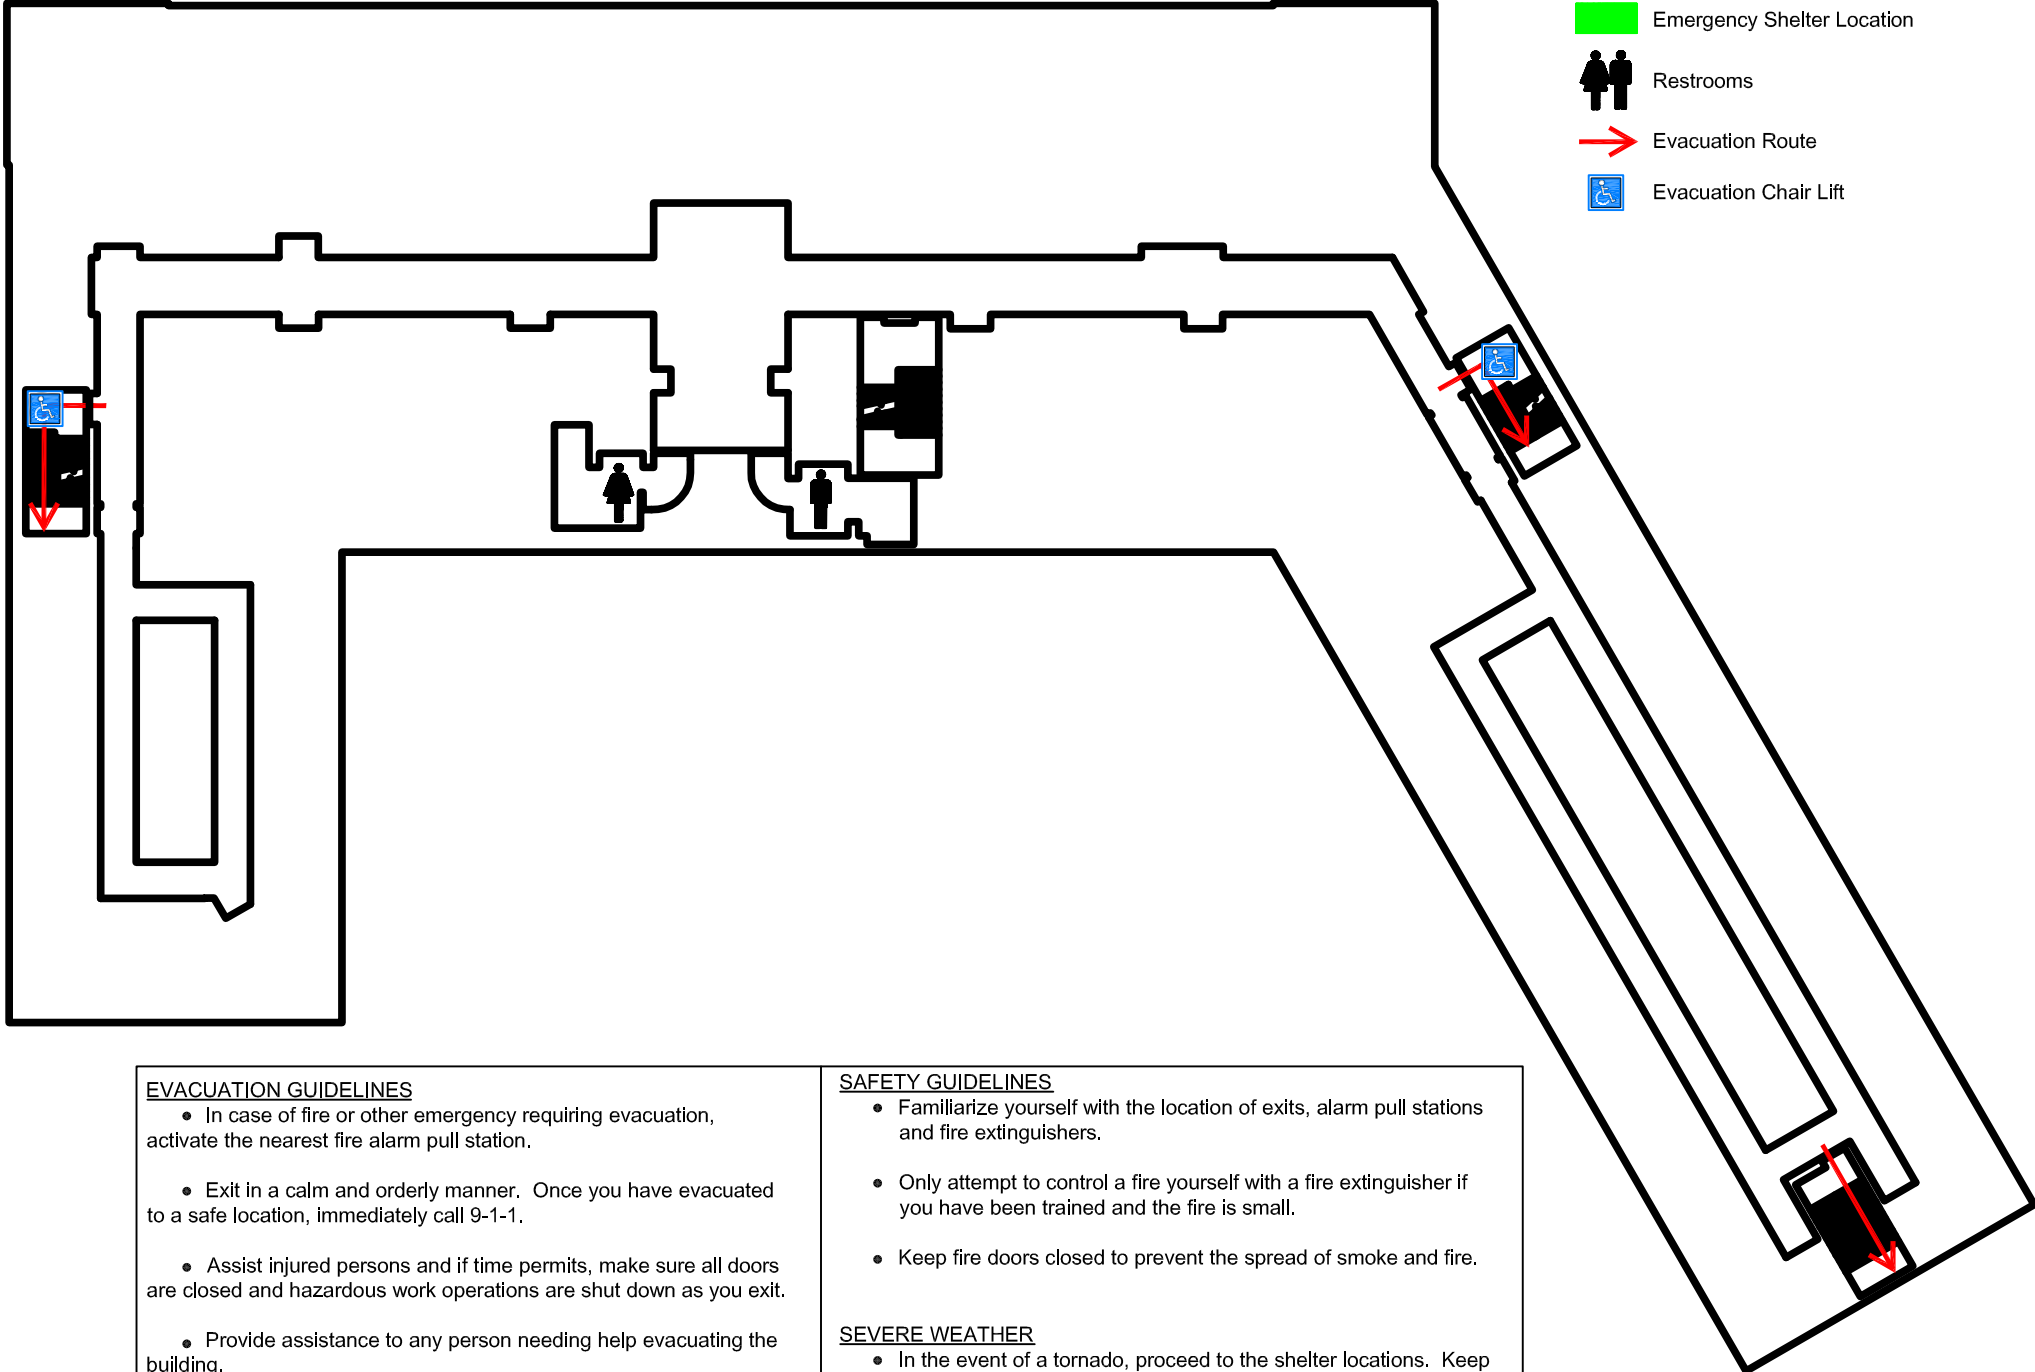 Emergency Shelter Location
Restrooms
Evacuation Route
Evacuation Chair Lift
EVACUATION GUIDELINES
• In case of fire or other emergency requiring evacuation,
activate the nearest fire alarm pull station.
• Exit in a calm and orderly manner. Once you have evacuated
to a safe location, immediately call 9-1-1.
• Assist injured persons and if time permits, make sure all doors
are closed and hazardous work operations are shut down as you exit.
• Provide assistance to any person needing help evacuating the
building.
SAFETY GUIDELINES
• Familiarize yourself with the location of exits, alarm pull stations
and fire extinguishers.
• Only attempt to control a fire yourself with a fire extinguisher if
you have been trained and the fire is small.
• Keep fire doors closed to prevent the spread of smoke and fire.
SEVERE WEATHER
• In the event of a tornado, proceed to the shelter locations. Keep